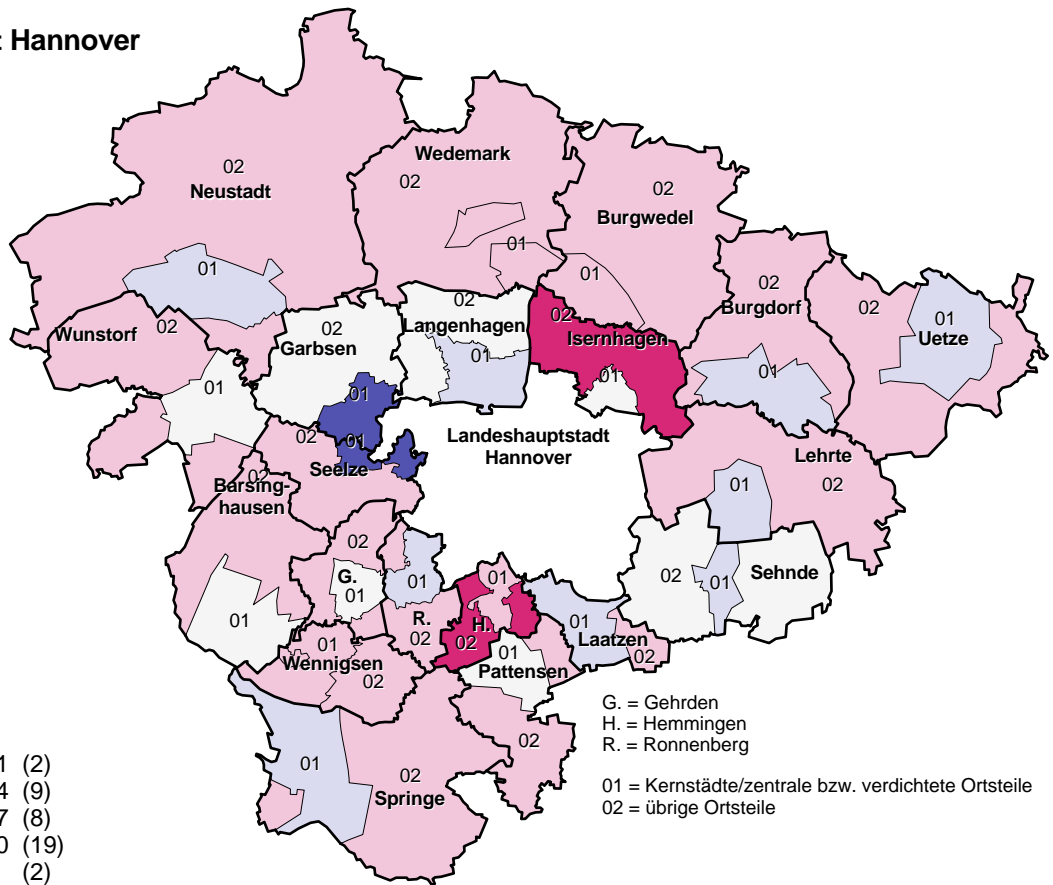 : Hannover
02
Neustadt
01
Wedemark
02
01
02
Burgwedel
01
02
Burgdorf
01
02
01
Uetze
Wunstorf
02
01
02
Garbsen
01
02
Langenhagen
01
02
Isernhagen
01
Landeshauptstadt
Hannover
02
01
Seelze
02
Barsing-
hausen
01
Lehrte
01
02
02
01
Sehnde
02
G.
01
01
R.
02
01
H.
02
01
Laatzen
02
01
Wennigsen
02
01
Pattensen
02
01
02
Springe
G. = Gehrden
H. = Hemmingen
R. = Ronnenberg
01 = Kernstädte/zentrale bzw. verdichtete Ortsteile
02 = übrige Ortsteile
1 (2)
4 (9)
7 (8)
0 (19)
(2)